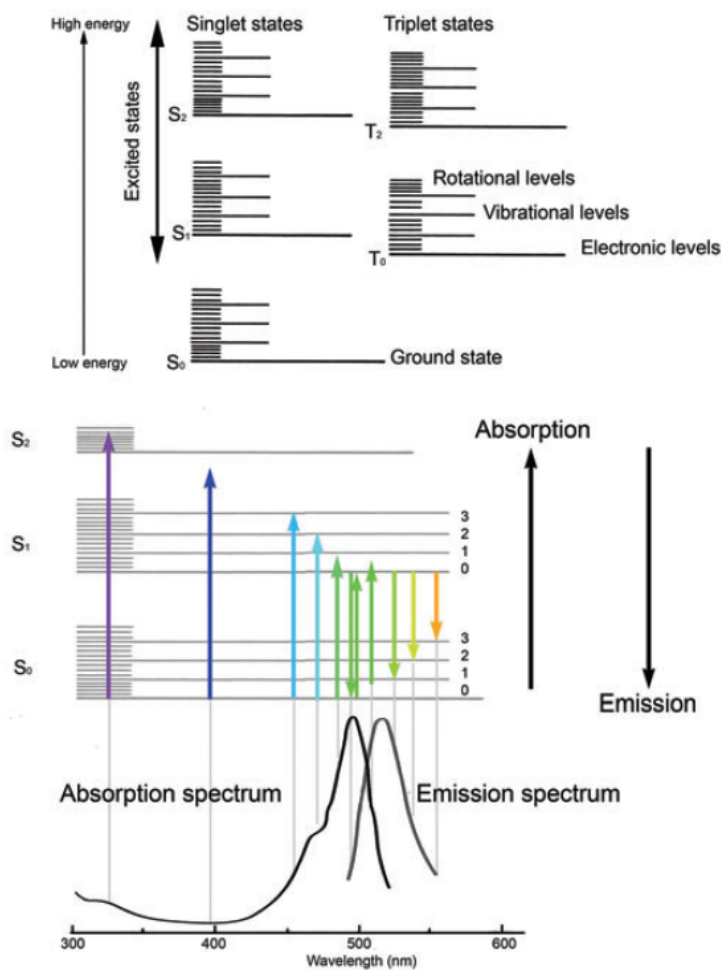 High energy
Singlet states
Triplet states
Excited states
S2
T2
Rotational levels
Vibrational levels
S1
T0
Electronic levels
Low energy
S0
Ground state
Absorption
S2
S1
3
2
1
0
S0
3
2
1
0
Emission
Absorption spectrum
Emission spectrum
300
400
500
600
Wavelength (nm)